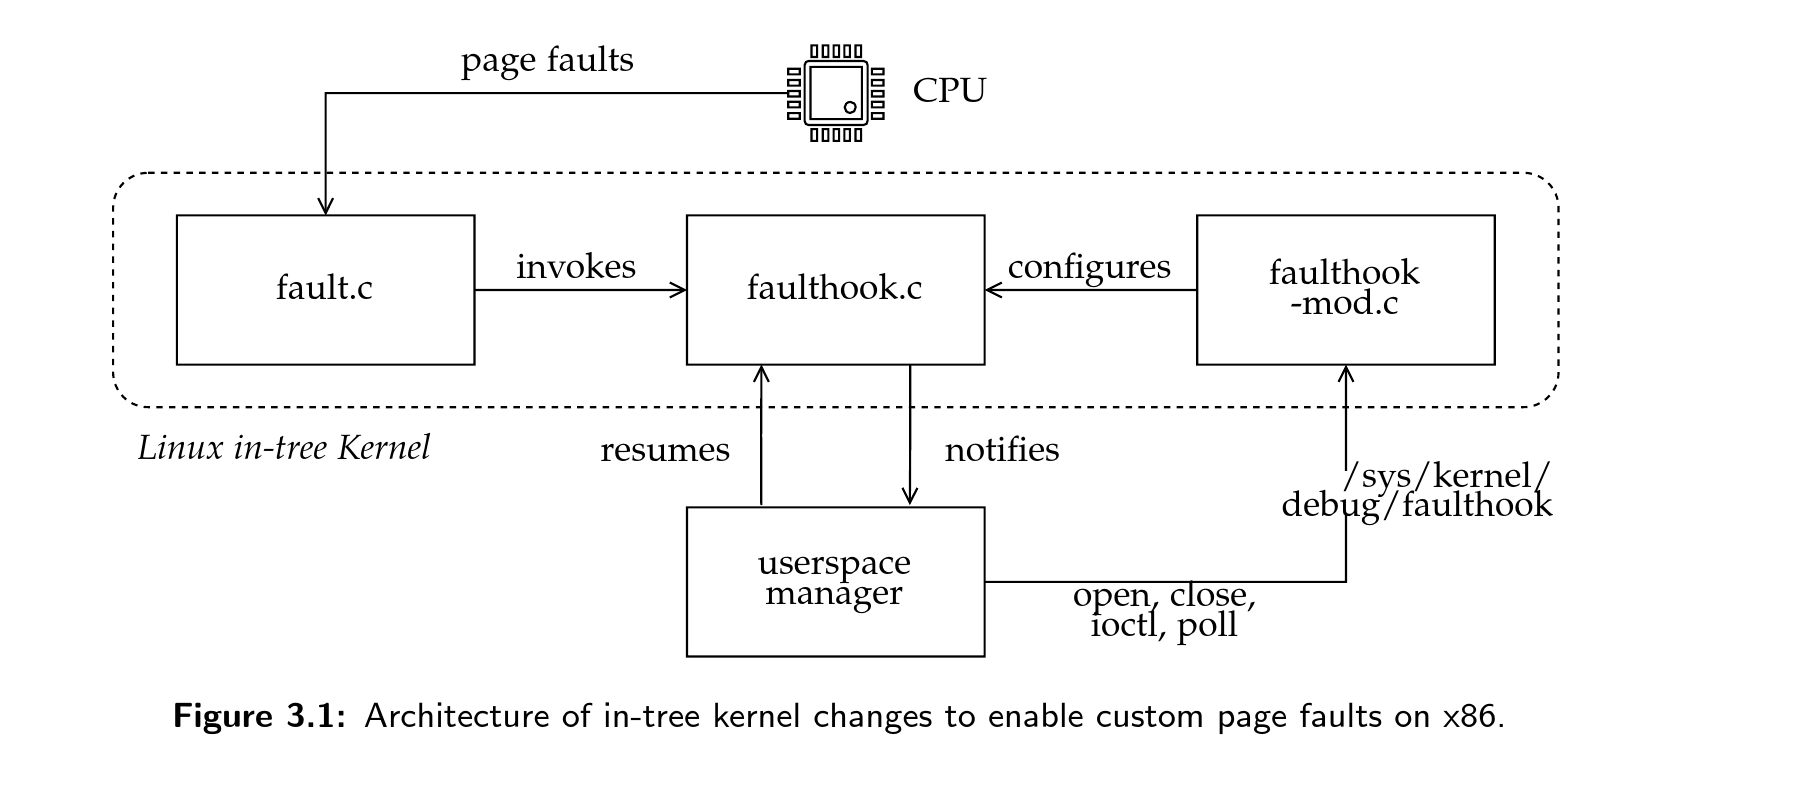 page faults
CPU
fault.c
invokes
faulthook.c
configures
faulthook
-mod.c
Linux in-tree Kernel
resumes
notifies
/sys/kernel/
debug/faulthook
userspace
manager
open, close,
ioctl, poll
Figure 3.1: Architecture of in-tree kernel changes to enable custom page faults on x86.